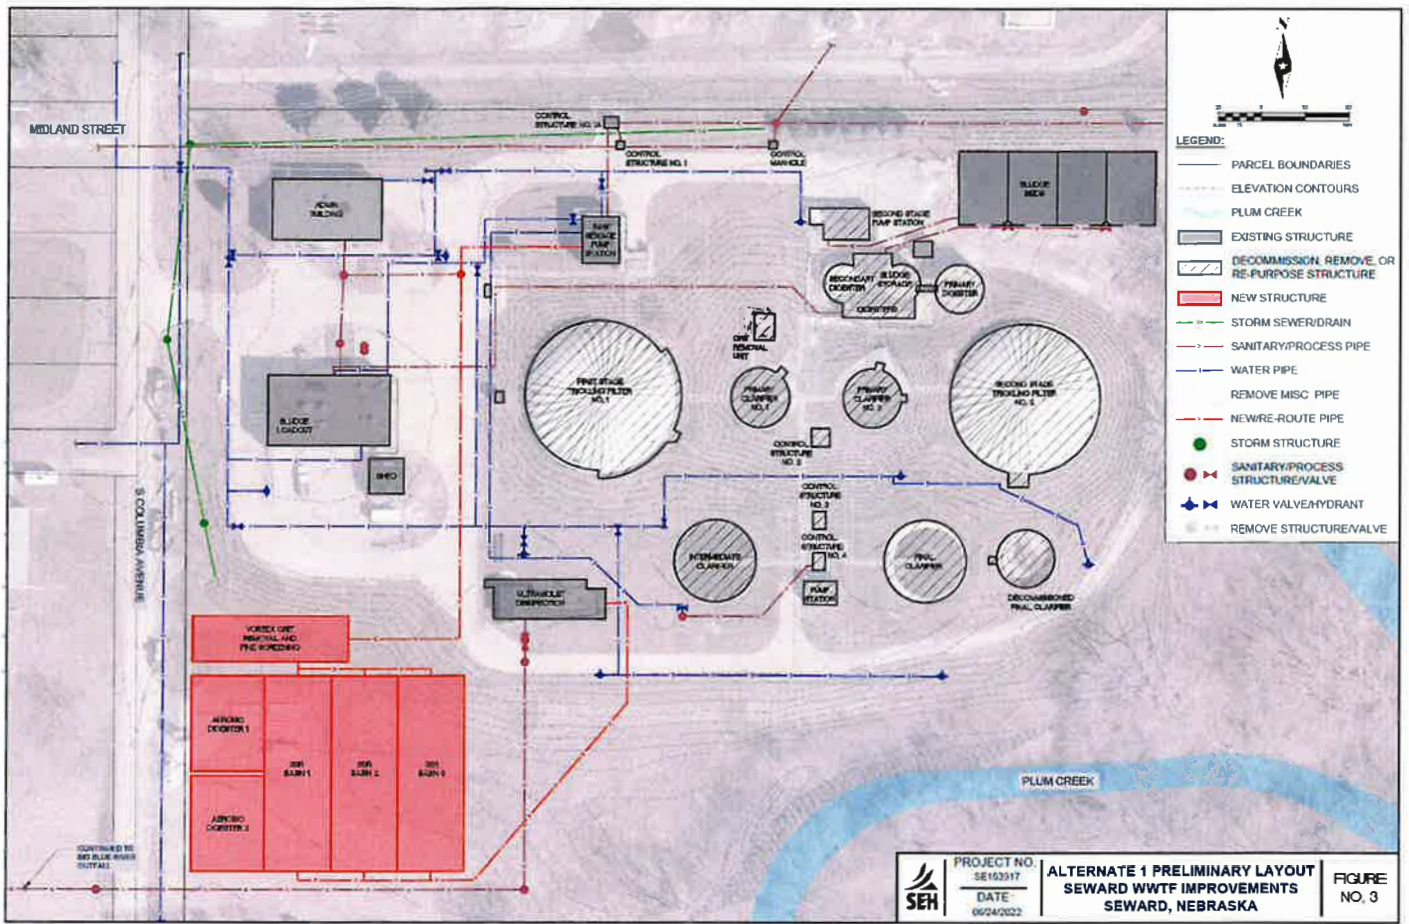 MIDLAND STREET
CONTROL
STRUCTURE NO. 1A
CONTROL
STRUCTURE NO. 1
CONTROL
MANHOLE
ADMIN
BUILDING
RAW
SEWAGE
PUMP
STATION
SECOND STAGE
PUMP STATION
SLUDGE
BEDS
SECONDARY
DIGESTER
SLUDGE
STORAGE
PRIMARY
DIGESTER
DIGESTERS
GRIT
REMOVAL
UNIT
FIRST STAGE
TRICKLING FILTER
NO. 1
PRIMARY
CLARIFIER
NO. 1
PRIMARY
CLARIFIER
NO. 2
SECOND STAGE
TRICKLING FILTER
NO. 2
SLUDGE
LOADOUT
SHED
CONTROL
STRUCTURE
NO. 2
CONTROL
STRUCTURE
NO. 3
CONTROL
STRUCTURE
NO. 4
INTERMEDIATE
CLARIFIER
FINAL
CLARIFIER
PUMP
STATION
DECOMMISSIONED
FINAL CLARIFIER
ULTRAVIOLET
DISINFECTION
S COLUMBIA AVENUE
VORTEX GRIT
REMOVAL AND
FINE SCREENING
AEROBIC
DIGESTER 1
AEROBIC
DIGESTER 2
SBR
BASIN 1
SBR
BASIN 2
SBR
BASIN 3
CONTINUED TO
BIG BLUE RIVER
OUTFALL
PLUM CREEK
N
LEGEND:
PARCEL BOUNDARIES
ELEVATION CONTOURS
PLUM CREEK
EXISTING STRUCTURE
DECOMMISSION, REMOVE, OR
RE-PURPOSE STRUCTURE
NEW STRUCTURE
STORM SEWER/DRAIN
SANITARY/PROCESS PIPE
WATER PIPE
REMOVE MISC PIPE
NEW/RE-ROUTE PIPE
STORM STRUCTURE
SANITARY/PROCESS
STRUCTURE/VALVE
WATER VALVE/HYDRANT
REMOVE STRUCTURE/VALVE
SEH
PROJECT NO.
DATE
06/24/2022
ALTERNATE 1 PRELIMINARY LAYOUT
SEWARD WWTF IMPROVEMENTS
SEWARD, NEBRASKA
FIGURE
NO. 3